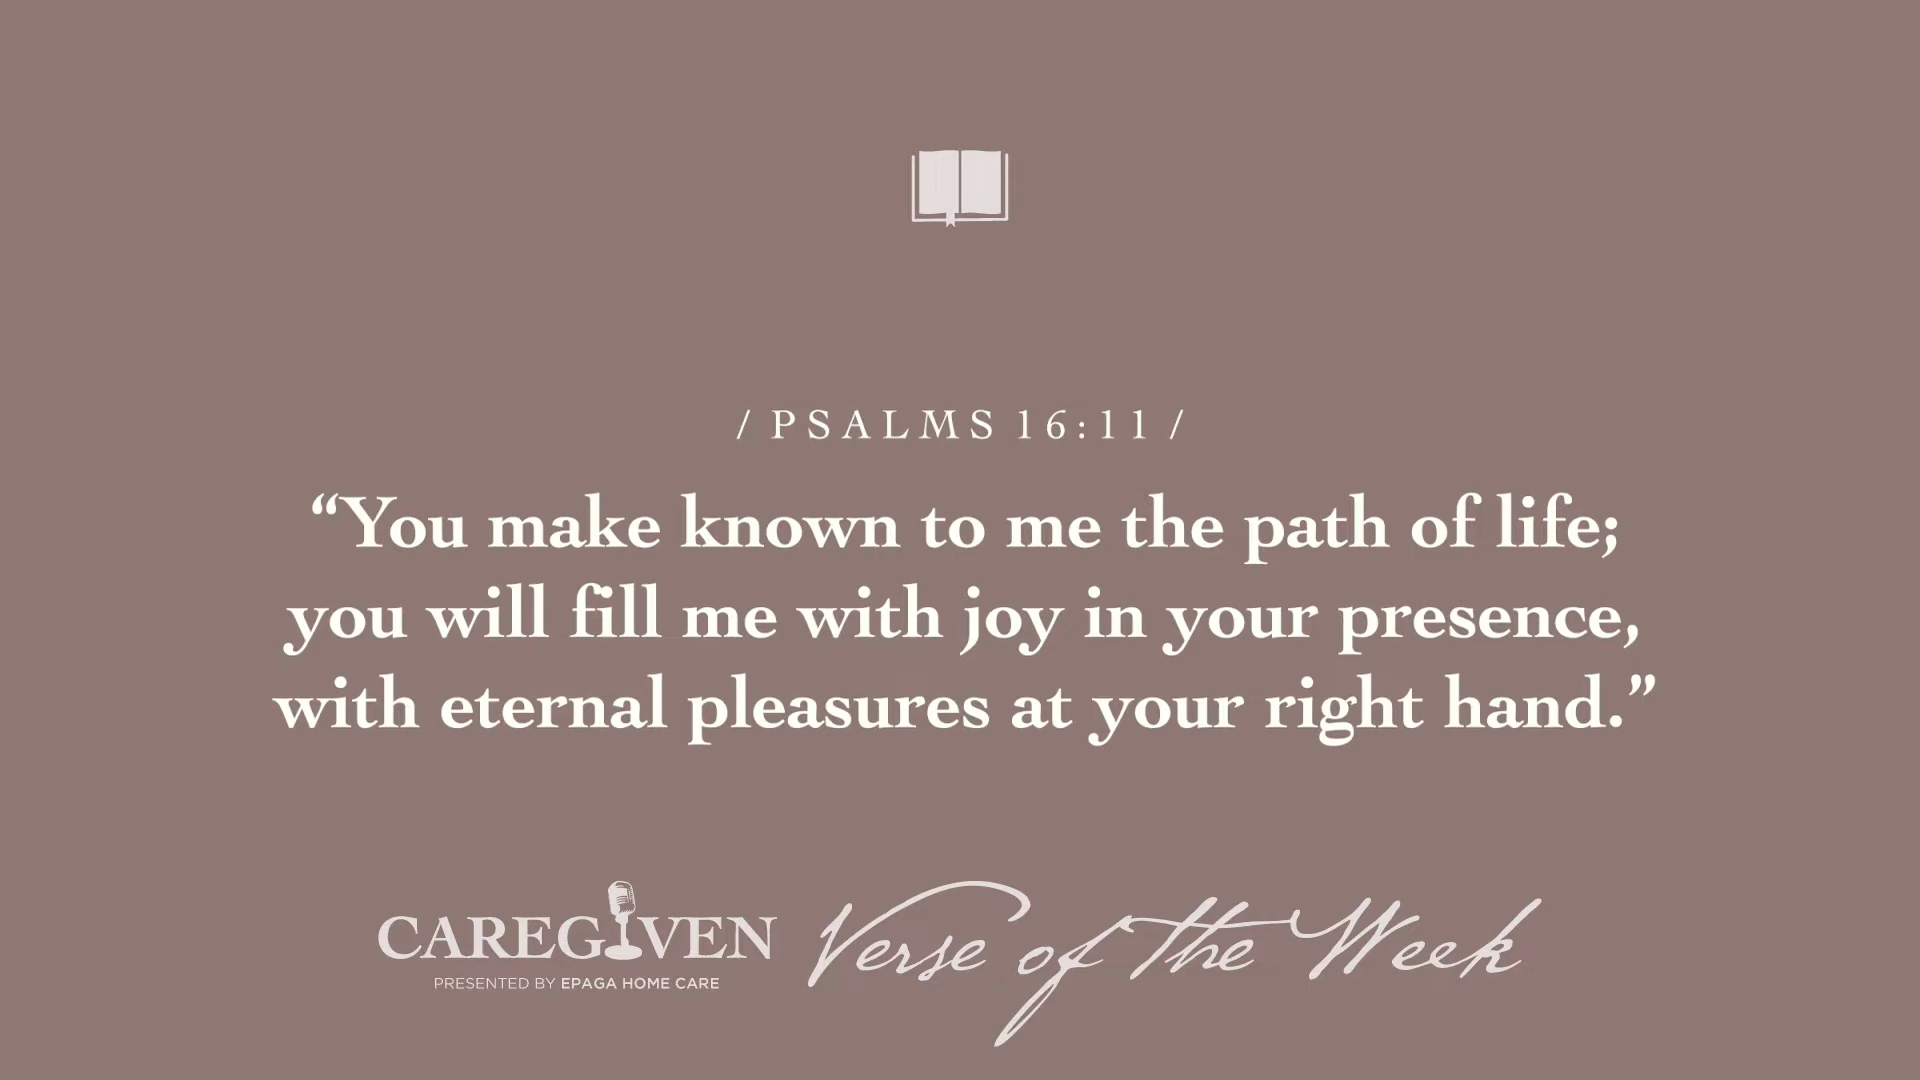 / PSALMS 16:11 /
“You make known to me the path of life;
you will fill me with joy in your presence,
with eternal pleasures at your right hand.”
CAREGIVEN Verse of the Week
PRESENTED BY EPAGA HOME CARE